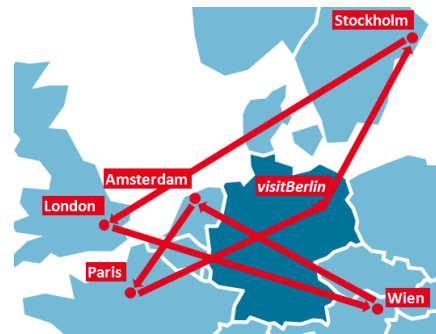 Stockholm
Amsterdam
visitBerlin
London
Paris
Wien